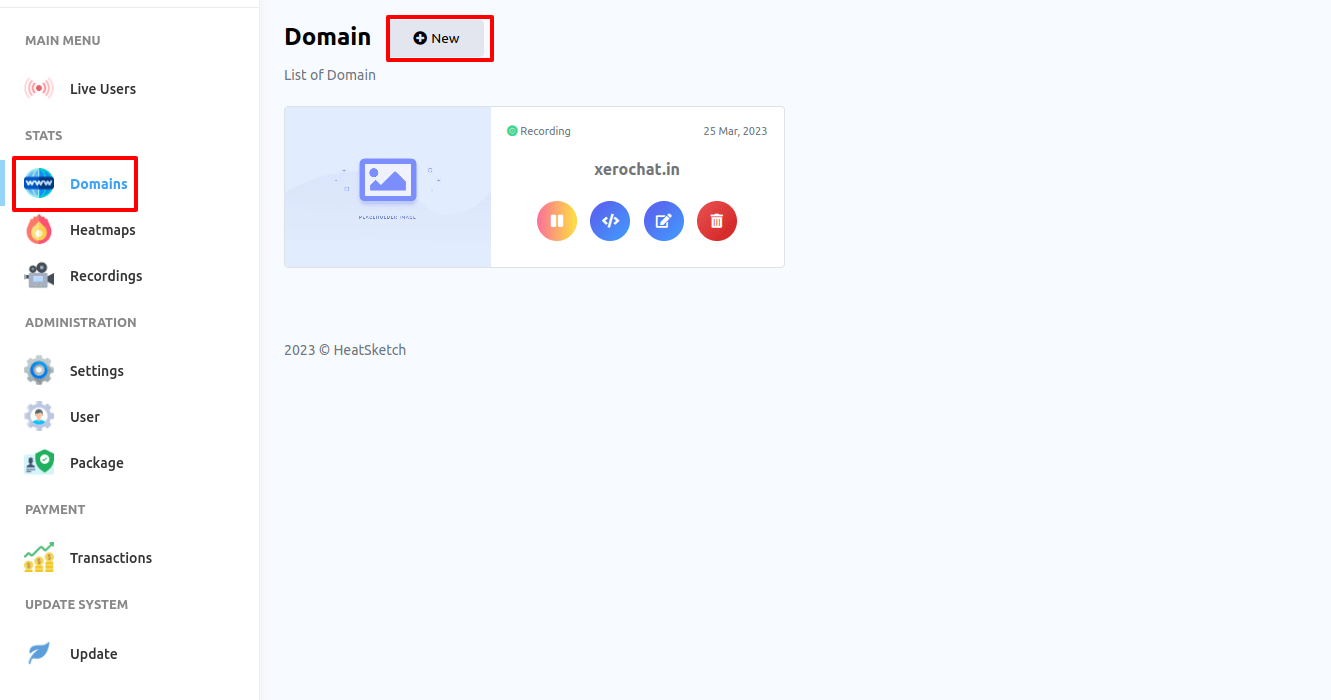 MAIN MENU
Live Users
STATS
www
Domains
Heatmaps
Recordings
ADMINISTRATION
Settings
User
Package
PAYMENT
Transactions
UPDATE SYSTEM
Update
Domain
New
List of Domain
PLACEHOLDER IMAGE
Recording
25 Mar, 2023
xerochat.in
2023 © HeatSketch